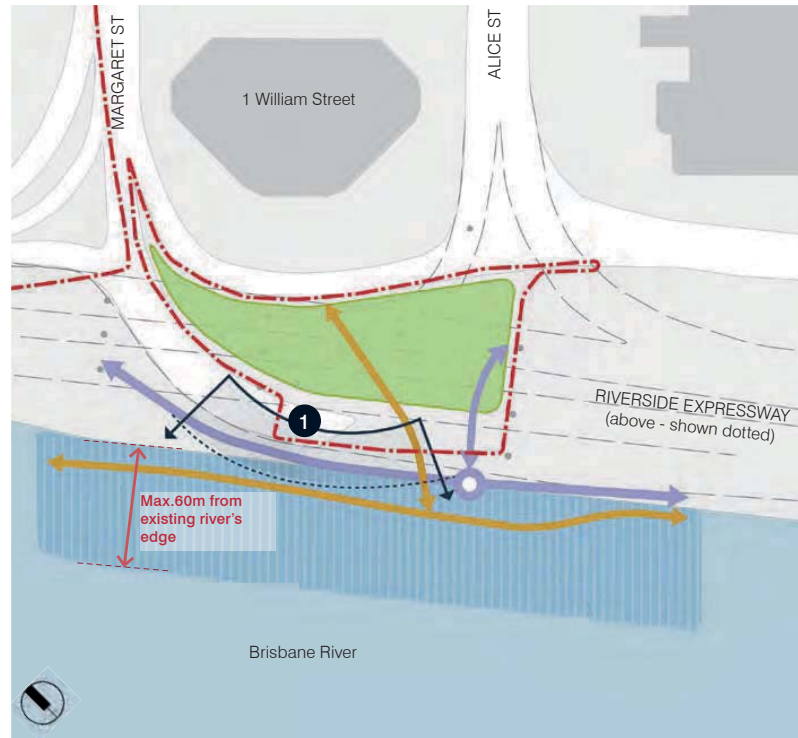 MARGARET ST
ALICE ST
1 William Street
RIVERSIDE EXPRESSWAY
(above - shown dotted)
1
Max.60m from
existing river's
edge
Brisbane River